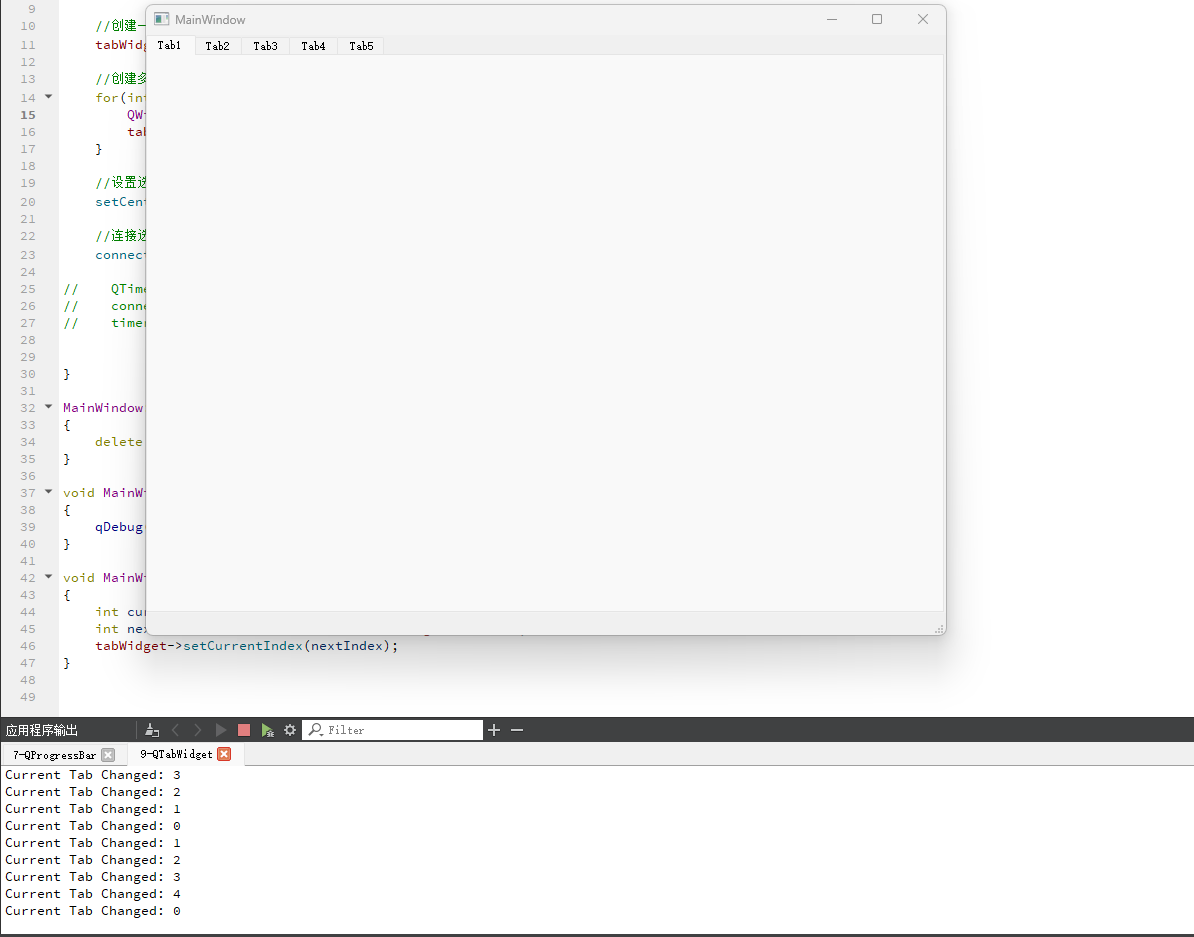 MainWindow
Tab1 Tab2 Tab3 Tab4 Tab5
9
10 //创建一
11 tabWidg
12
13 //创建多
14 for(int
15 QWi
16 tab
17 }
18
19 //设置选
20 setCent
21
22 //连接选
23 connect
24
25 // QTime
26 // conne
27 // timer
28
29
30 }
31
32 MainWindow
33 {
34 delete
35 }
36
37 void MainWi
38 {
39 qDebug
40 }
41
42 void MainWi
43 {
44 int cur
45 int nex
46 tabWidget->setCurrentIndex(nextIndex);
47 }
48
49
应用程序输出 Filter
7-QProgressBar 9-QTabWidget
Current Tab Changed: 3
Current Tab Changed: 2
Current Tab Changed: 1
Current Tab Changed: 0
Current Tab Changed: 1
Current Tab Changed: 2
Current Tab Changed: 3
Current Tab Changed: 4
Current Tab Changed: 0